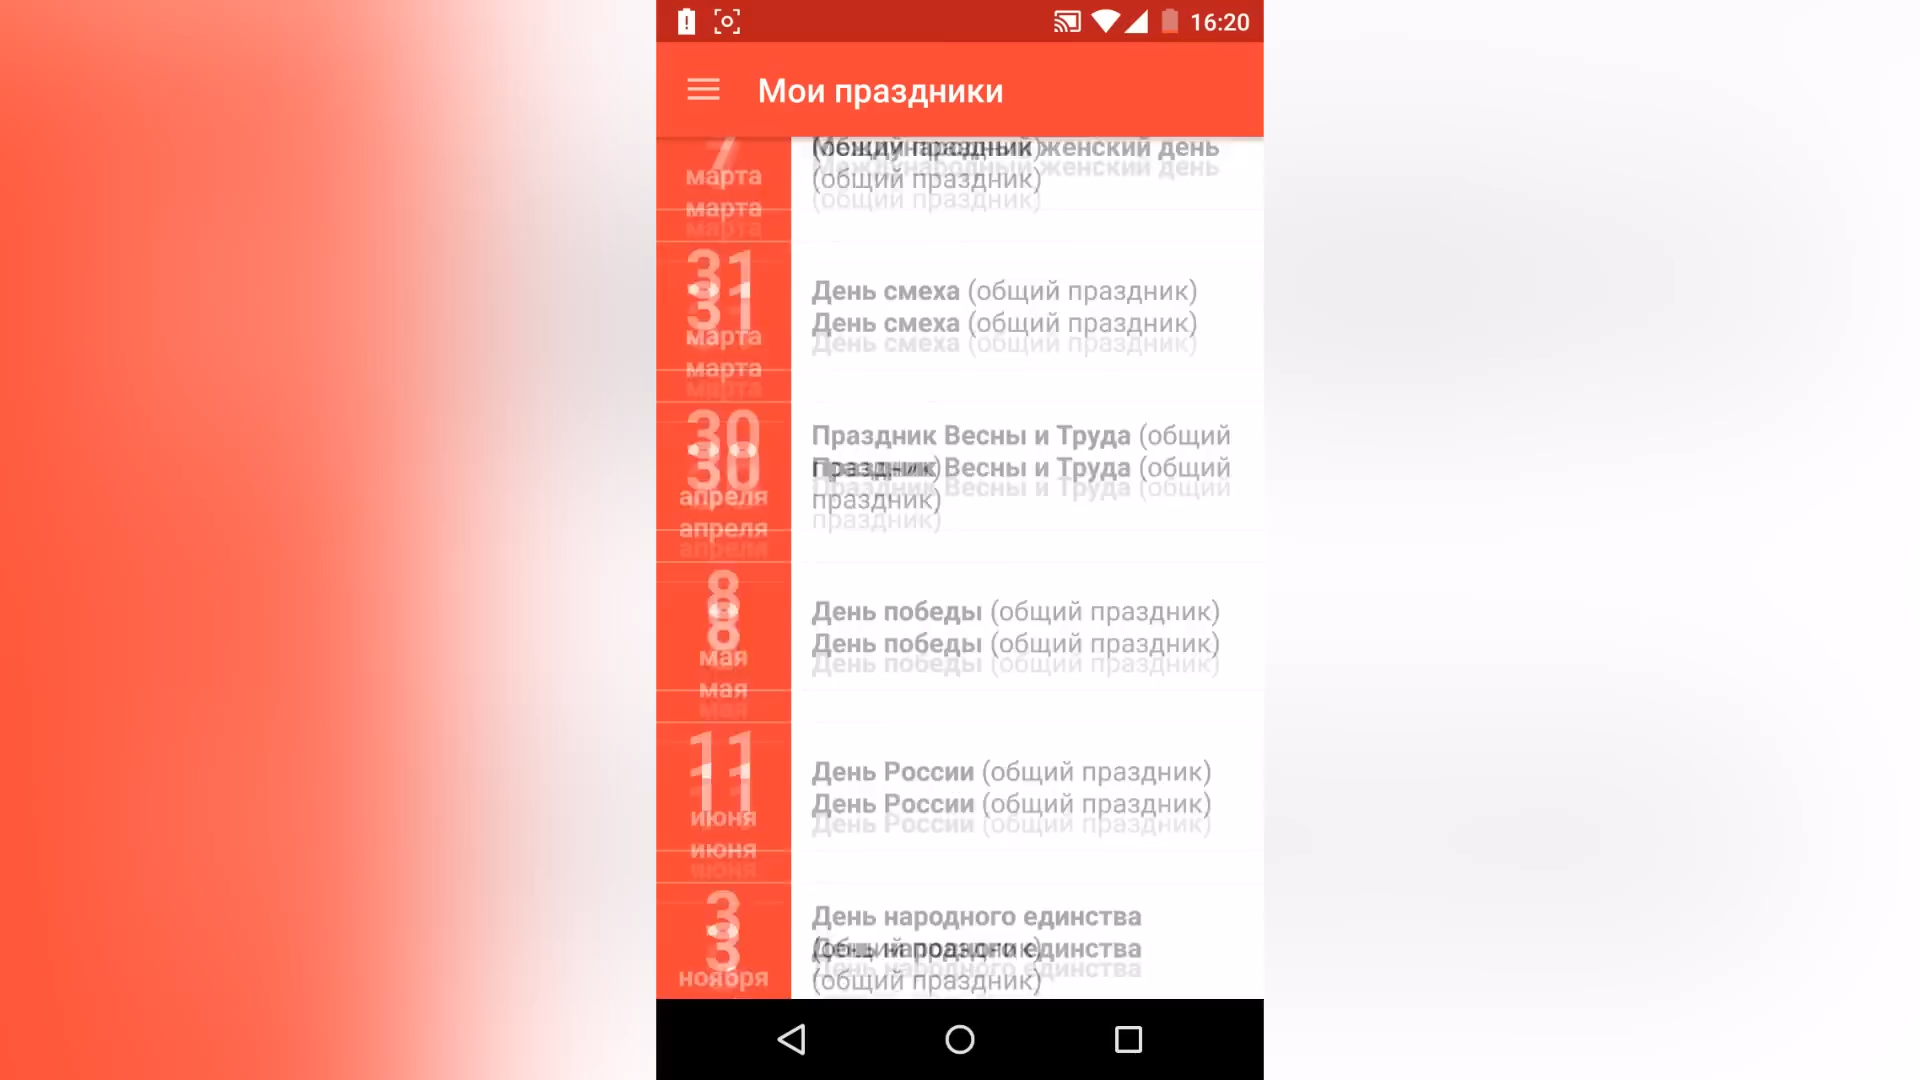 16:20
Мои праздники
7
марта
Международный женский день
(общий праздник)
31
марта
День смеха (общий праздник)
30
апреля
Праздник Весны и Труда (общий
праздник)
8
мая
День победы (общий праздник)
11
июня
День России (общий праздник)
3
ноября
День народного единства
(общий праздник)